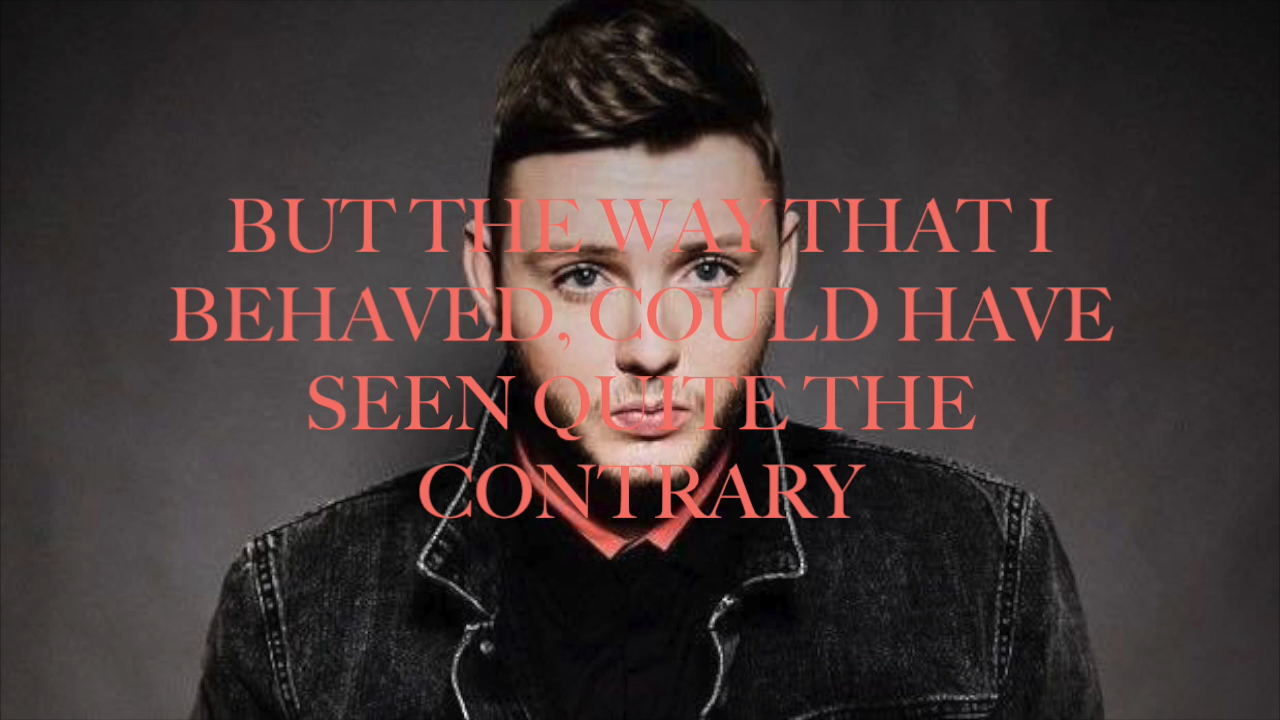 BUT THE WAY THAT I
BEHAVED, COULD HAVE
SEEN QUITE THE
CONTRARY